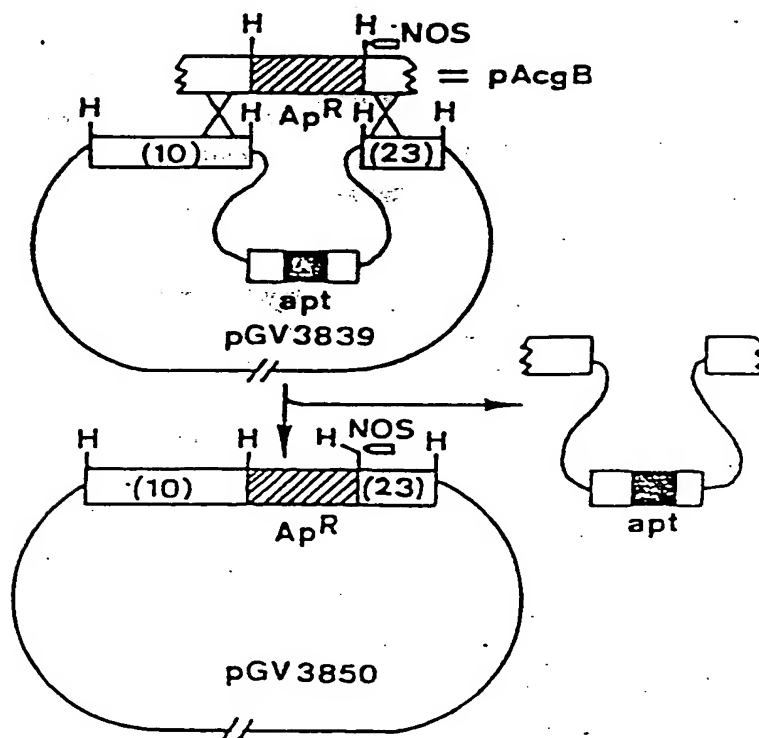 H H NOS
= pAcgB
Ap R
H H H H
(10) (23)
apt
pGV3839
H H H NOS H
(10) (23)
Ap R
apt
pGV3850